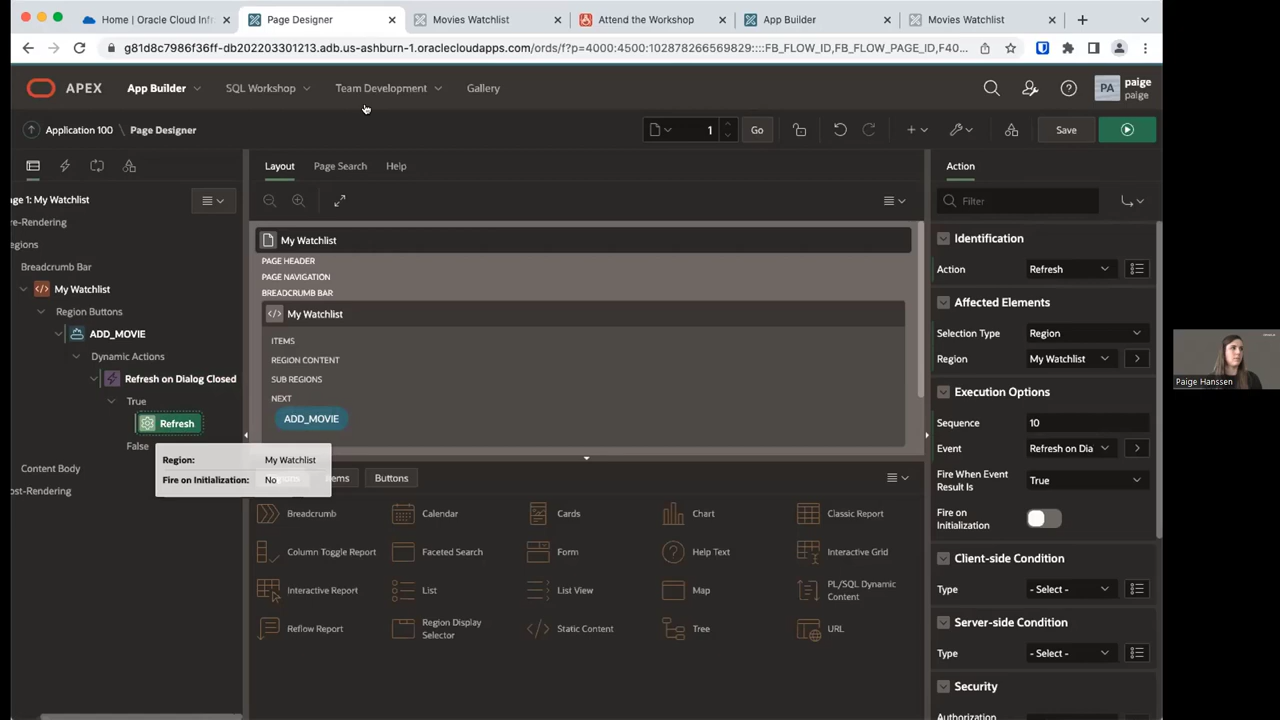 Home | Oracle Cloud Infr
Page Designer
Movies Watchlist
Attend the Workshop
App Builder
Movies Watchlist
g81d8c7986f36ff-db202203301213.adb.us-ashburn-1.oraclecloudapps.com/ords/f?p=4000:4500:102878266569829::::FB_FLOW_ID,FB_FLOW_PAGE_ID,F40...
APEX
App Builder
SQL Workshop
Team Development
Gallery
PA
paige
paige
Application 100 \ Page Designer
1
Go
Save
Layout
Page Search
Help
Action
ge 1: My Watchlist
e-Rendering
egions
Breadcrumb Bar
My Watchlist
Region Buttons
ADD_MOVIE
Dynamic Actions
Refresh on Dialog Closed
True
Refresh
False
Content Body
ost-Rendering
Region: My Watchlist
Fire on Initialization: No
My Watchlist
PAGE HEADER
PAGE NAVIGATION
BREADCRUMB BAR
My Watchlist
ITEMS
REGION CONTENT
SUB REGIONS
NEXT
ADD_MOVIE
Items
Buttons
Breadcrumb
Calendar
Cards
Chart
Classic Report
Column Toggle Report
Faceted Search
Form
Help Text
Interactive Grid
Interactive Report
List
List View
Map
PL/SQL Dynamic
Content
Reflow Report
Region Display
Selector
Static Content
Tree
URL
Filter
Identification
Action
Refresh
Affected Elements
Selection Type
Region
Region
My Watchlist
Execution Options
Sequence
10
Event
Refresh on Dia
Fire When Event
Result Is
True
Fire on
Initialization
Client-side Condition
Type
- Select -
Server-side Condition
Type
- Select -
Security
Authorization
Paige Hanssen